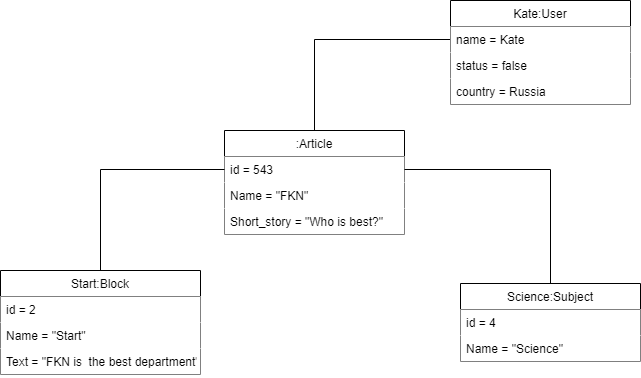 Kate:User
name = Kate
status = false
country = Russia
:Article
id = 543
Name = "FKN"
Short_story = "Who is best?"
Start:Block
id = 2
Name = "Start"
Text = "FKN is  the best department"
Science:Subject
id = 4
Name = "Science"